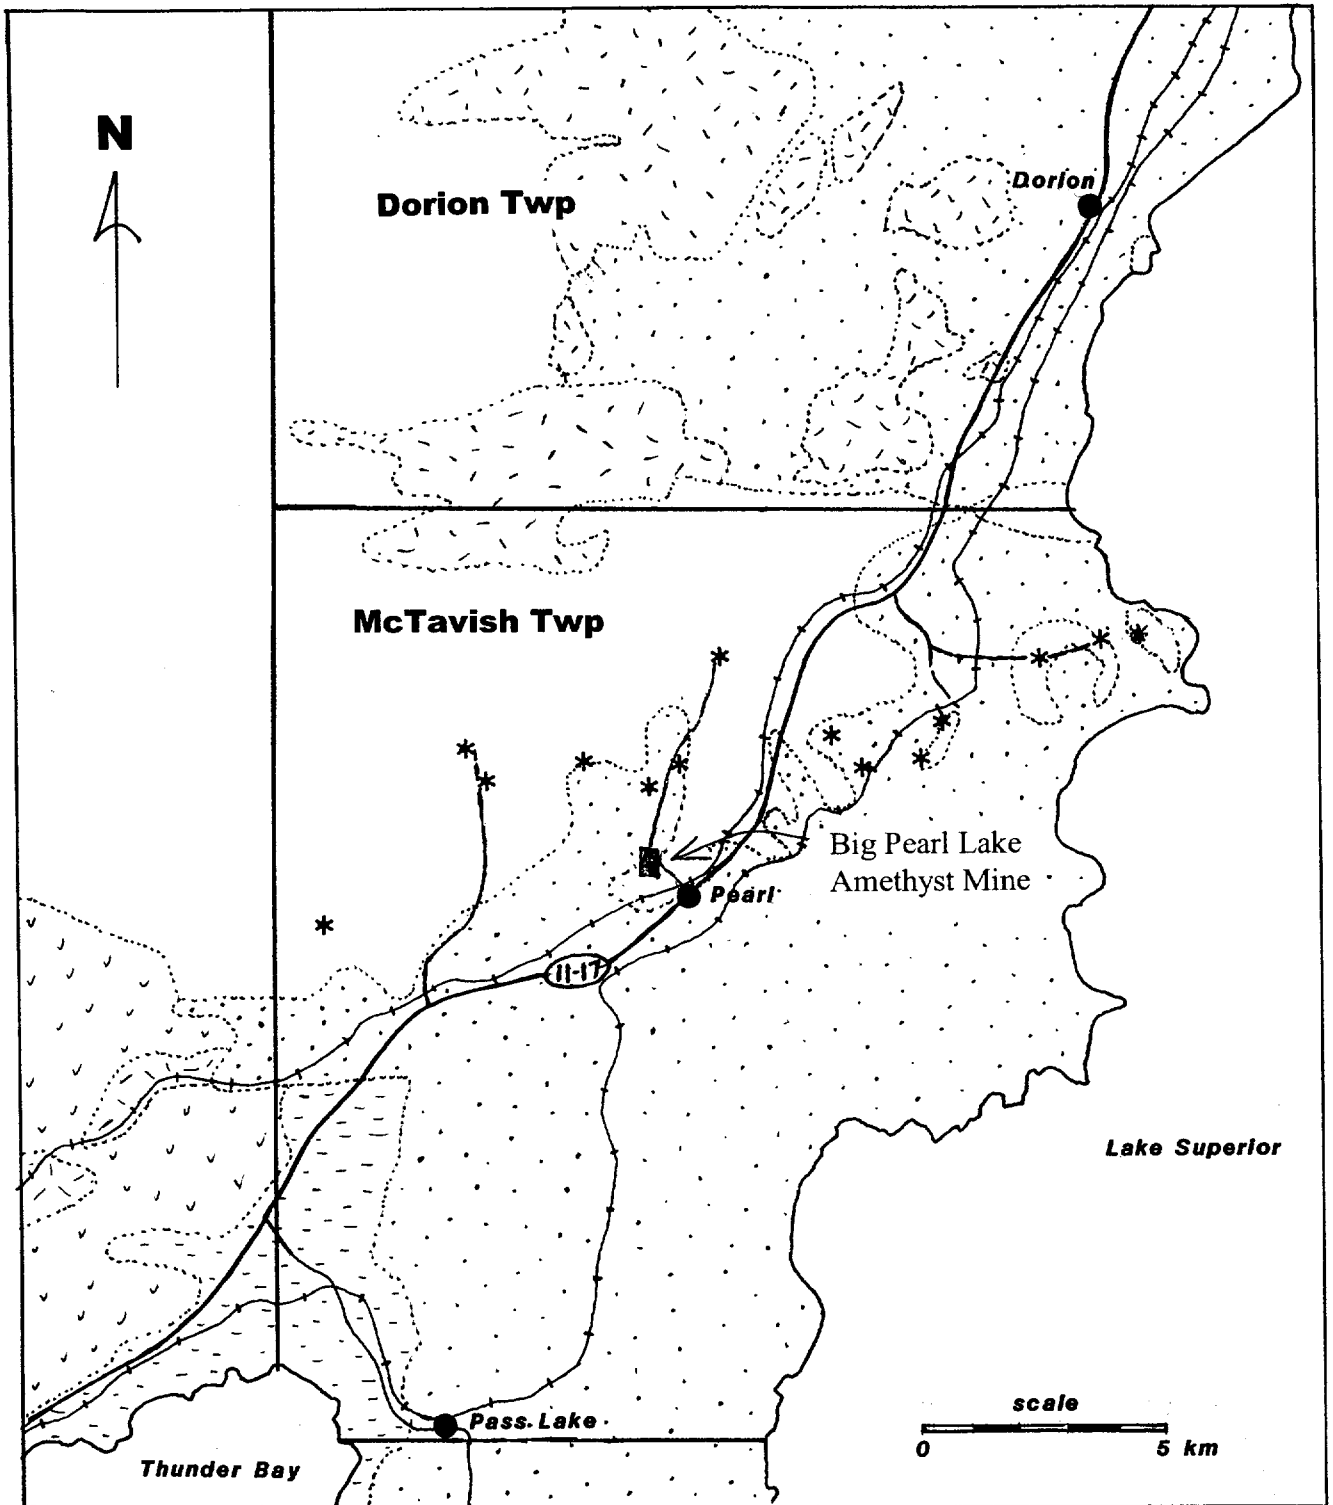 N
Dorion
Dorion Twp
McTavish Twp
Big Pearl Lake
Amethyst Mine
Pearl
11-17
Lake Superior
scale
0 5 km
Pass Lake
Thunder Bay